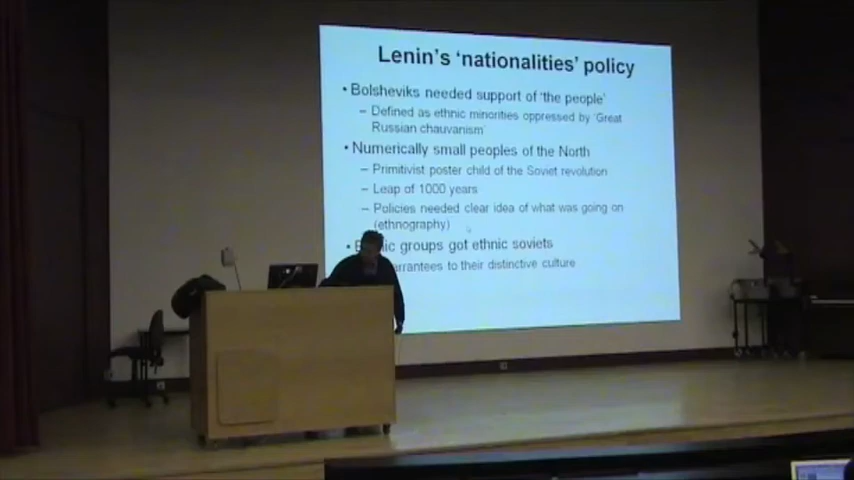 Lenin's 'nationalities' policy
• Bolsheviks needed support of 'the people'
– Defined as ethnic minorities oppressed by 'Great
Russian chauvanism'
• Numerically small peoples of the North
– Primitivist poster child of the Soviet revolution
– Leap of 1000 years
– Policies needed clear idea of what was going on
(ethnography)
• groups got ethnic soviets
to their distinctive culture